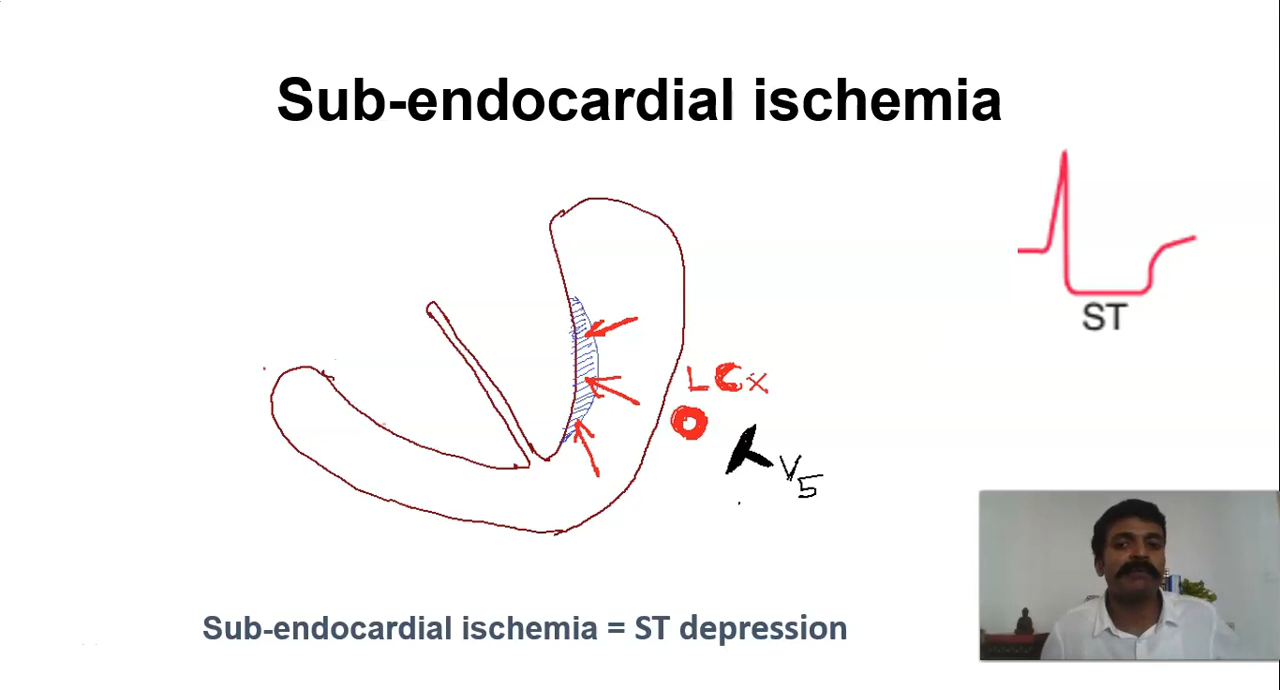 Sub-endocardial ischemia
ST
LCx
V5
Sub-endocardial ischemia = ST depression